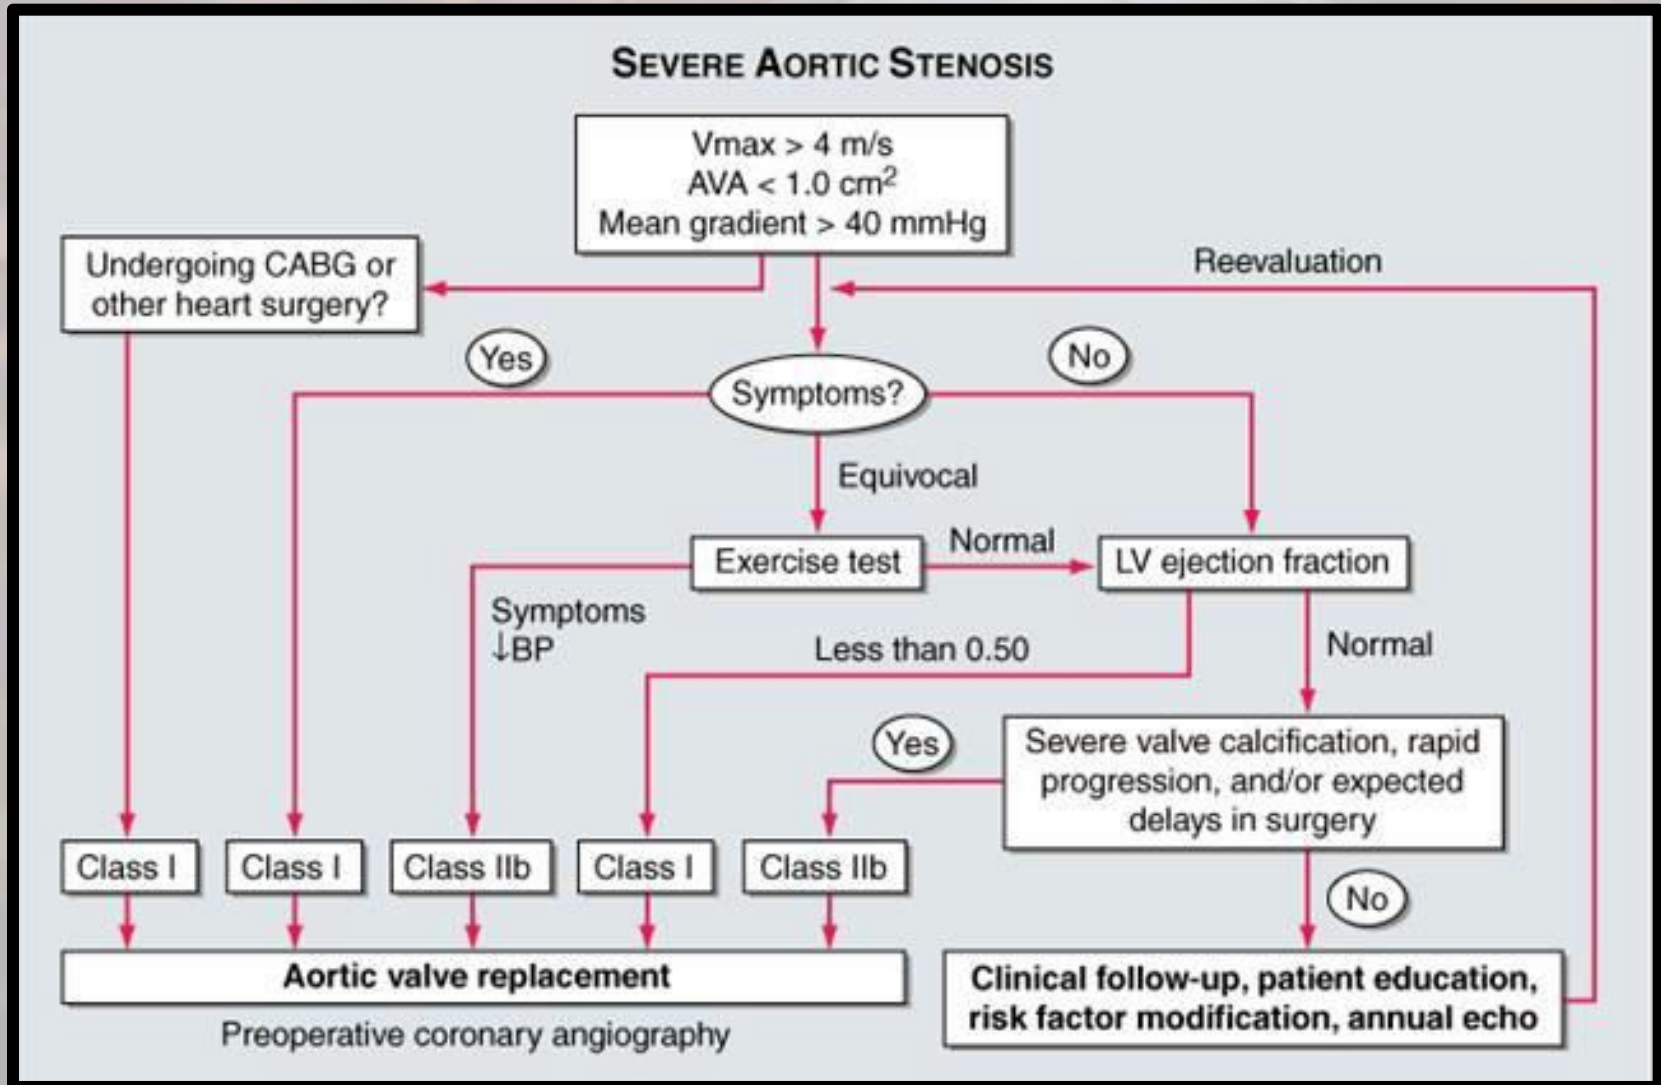 SEVERE AORTIC STENOSIS
Vmax > 4 m/s
AVA < 1.0 cm²
Mean gradient > 40 mmHg
Undergoing CABG or
other heart surgery?
Reevaluation
Yes
No
Symptoms?
Equivocal
Exercise test
Normal
LV ejection fraction
Symptoms
↓BP
Less than 0.50
Normal
Yes
Severe valve calcification, rapid
progression, and/or expected
delays in surgery
Class I
Class I
Class IIb
Class I
Class IIb
No
Aortic valve replacement
Preoperative coronary angiography
Clinical follow-up, patient education,
risk factor modification, annual echo